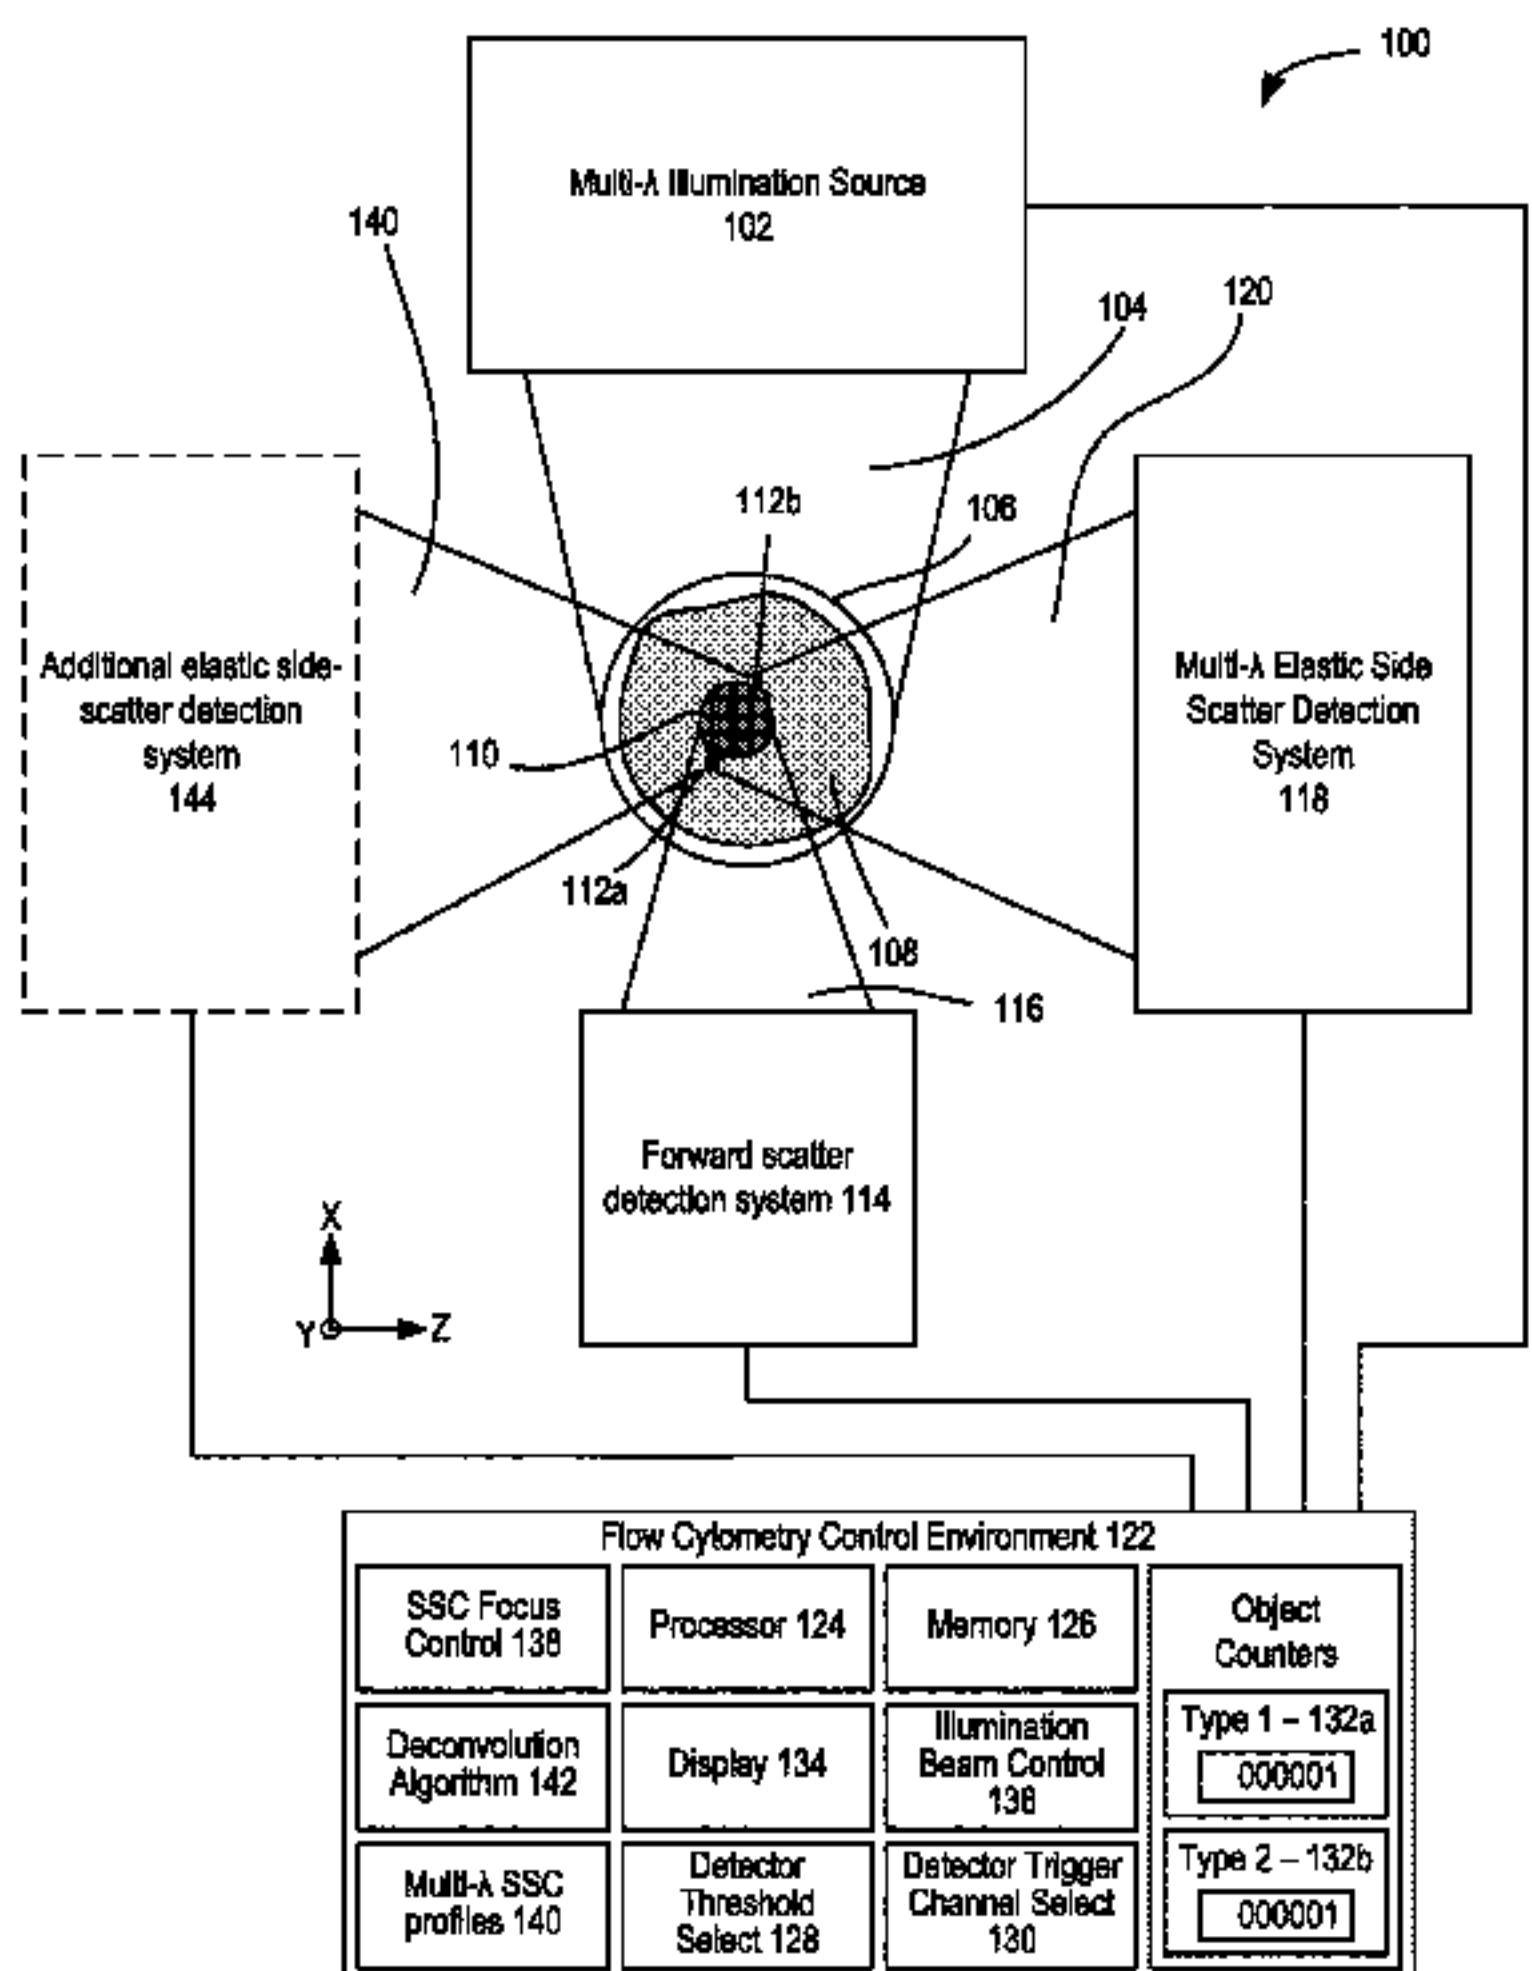 100
Multi-λ Illumination Source
102
140
104
120
112b
106
Additional elastic side-
scatter detection
system
144
Multi-λ Elastic Side
Scatter Detection
System
118
110
112a
108
116
Forward scatter
detection system 114
X
Y
Z
Flow Cytometry Control Environment 122
SSC Focus
Control 138
Processor 124
Memory 126
Object
Counters
Deconvolution
Algorithm 142
Display 134
Illumination
Beam Control
136
Type 1 – 132a
000001
Multi-λ SSC
profiles 140
Detector
Threshold
Select 128
Detector Trigger
Channel Select
130
Type 2 – 132b
000001